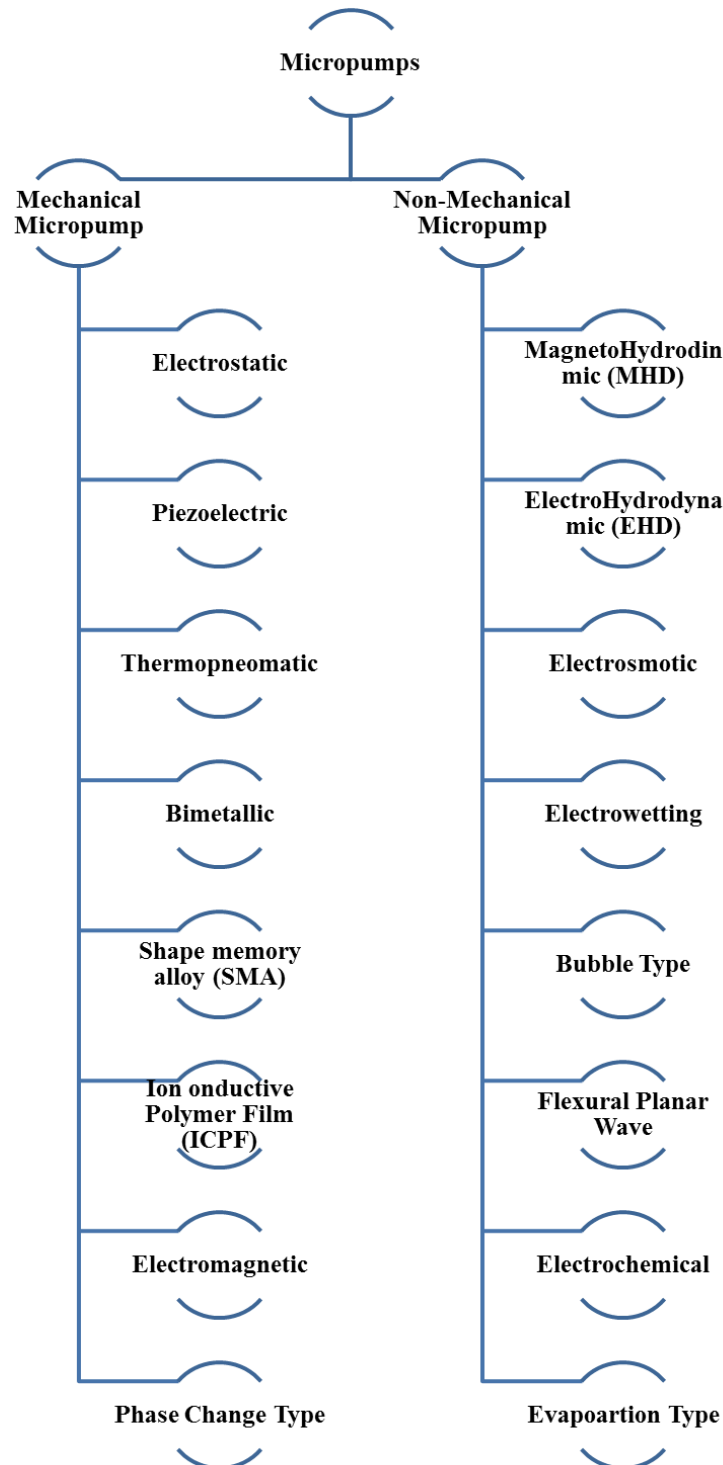 Micropumps
Mechanical
Micropump
Non-Mechanical
Micropump
Electrostatic
Piezoelectric
Thermopneomatic
Bimetallic
Shape memory
alloy (SMA)
Ion onductive
Polymer Film
(ICPF)
Electromagnetic
Phase Change Type
MagnetoHydrodin
mic (MHD)
ElectroHydrodyna
mic (EHD)
Electrosmotic
Electrowetting
Bubble Type
Flexural Planar
Wave
Electrochemical
Evapoartion Type